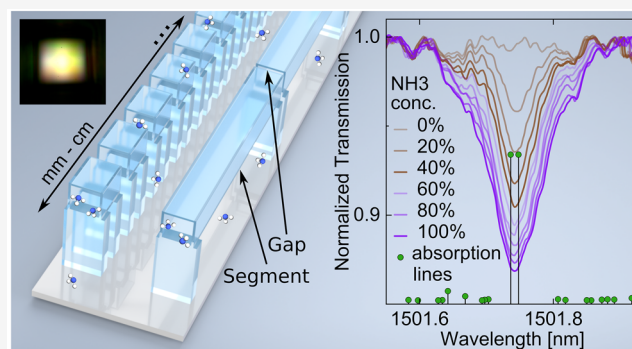 mm - cm
Gap
Segment
Normalized Transmission
1.0
0.9
NH3
conc.
0%
20%
40%
60%
80%
100%
absorption
lines
1501.6
1501.8
Wavelength [nm]